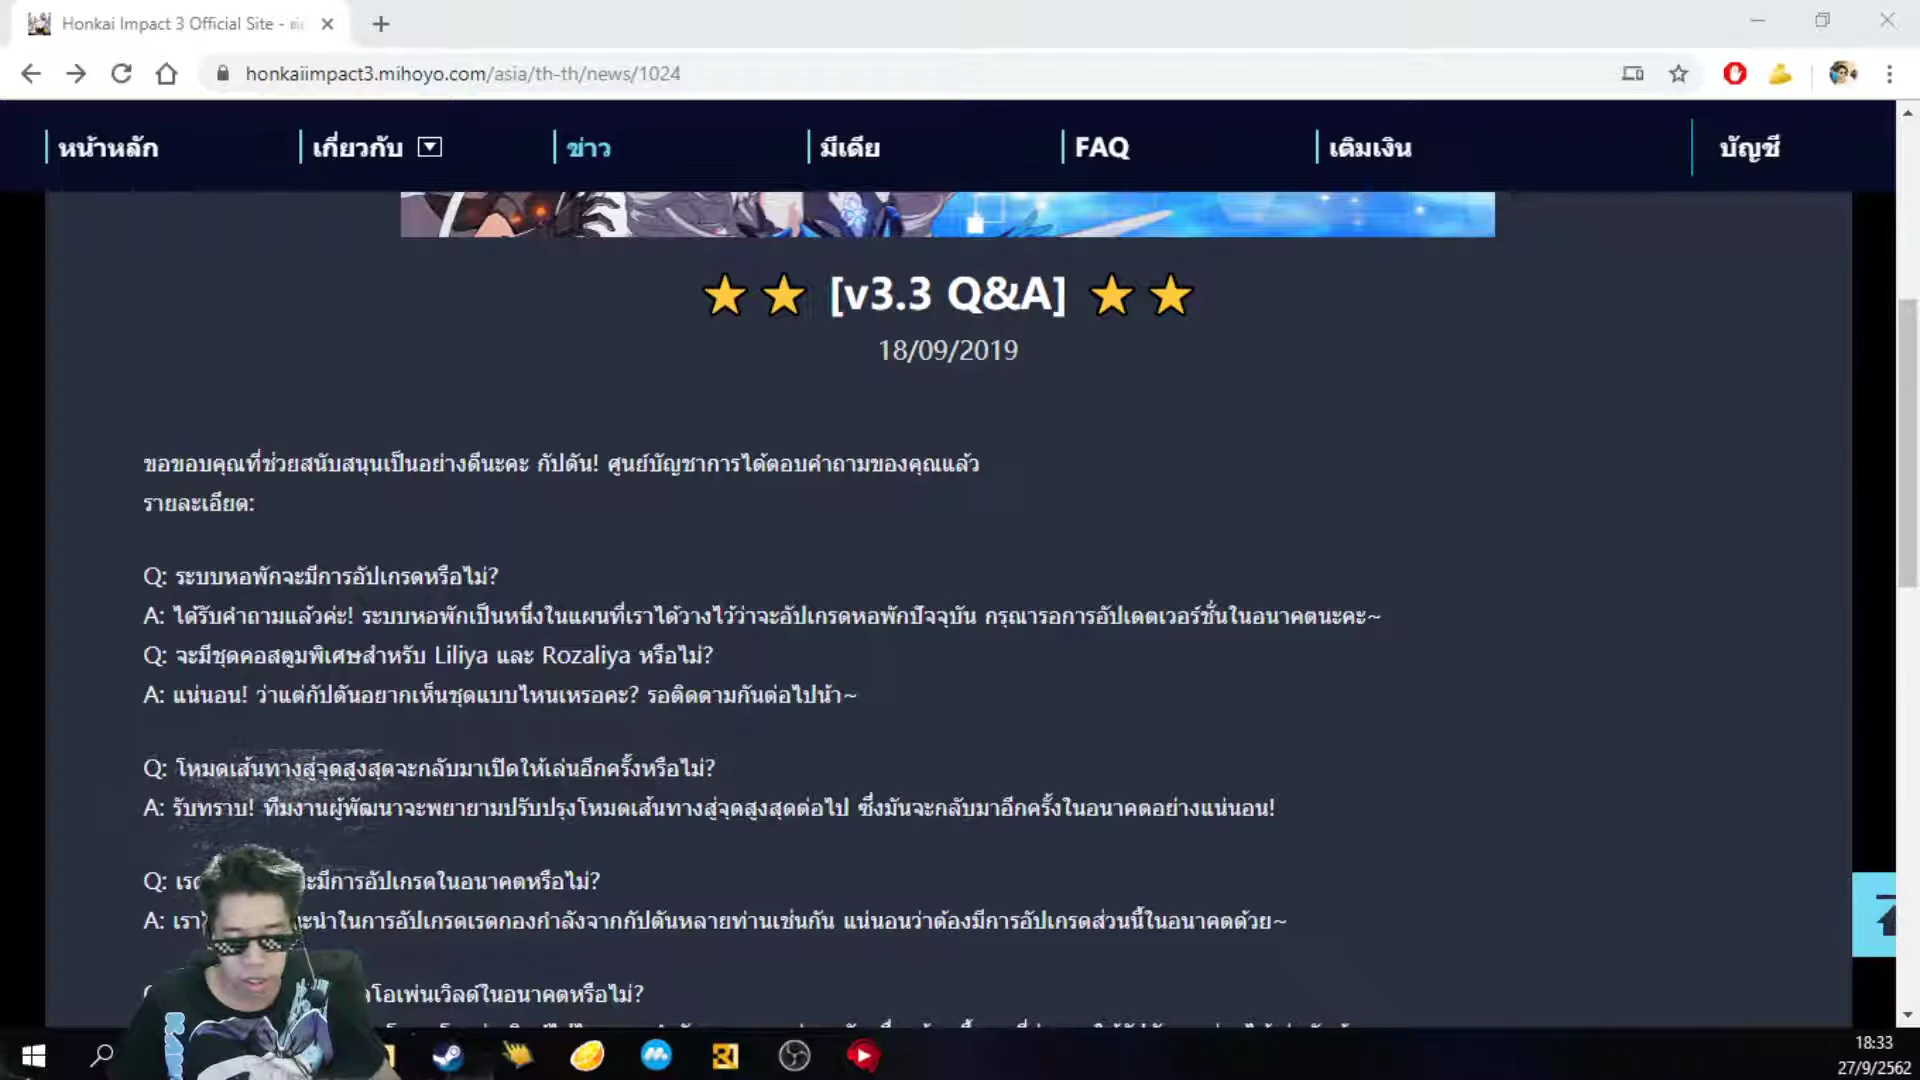 Honkai Impact 3 Official Site -
honkaiimpact3.mihoyo.com/asia/th-th/news/1024
หน้าหลัก
เกี่ยวกับ
ข่าว
มีเดีย
FAQ
เติมเงิน
บัญชี
[v3.3 Q&A]
18/09/2019
ขอขอบคุณที่ช่วยสนับสนุนเป็นอย่างดีนะคะ กัปตัน! ศูนย์บัญชาการได้ตอบคำถามของคุณแล้ว
รายละเอียด:
Q: ระบบหอพักจะมีการอัปเกรดหรือไม่?
A: ได้รับคำถามแล้วค่ะ! ระบบหอพักเป็นหนึ่งในแผนที่เราได้วางไว้ว่าจะอัปเกรดหอพักปัจจุบัน กรุณารอการอัปเดตเวอร์ชั่นในอนาคตนะคะ~
Q: จะมีชุดคอสตูมพิเศษสำหรับ Liliya และ Rozaliya หรือไม่?
A: แน่นอน! ว่าแต่กัปตันอยากเห็นชุดแบบไหนเหรอคะ? รอติดตามกันต่อไปน้า~
Q: โหมดเส้นทางสู่จุดสูงสุดจะกลับมาเปิดให้เล่นอีกครั้งหรือไม่?
A: รับทราบ! ทีมงานผู้พัฒนาจะพยายามปรับปรุงโหมดเส้นทางสู่จุดสูงสุดต่อไป ซึ่งมันจะกลับมาอีกครั้งในอนาคตอย่างแน่นอน!
Q: เร ะมีการอัปเกรดในอนาคตหรือไม่?
A: เรา ะนำในการอัปเกรดเรดกองกำลังจากกัปตันหลายท่านเช่นกัน แน่นอนว่าต้องมีการอัปเกรดส่วนนี้ในอนาคตด้วย~
โอเพ่นเวิลด์ในอนาคตหรือไม่?
18:33
27/9/2562